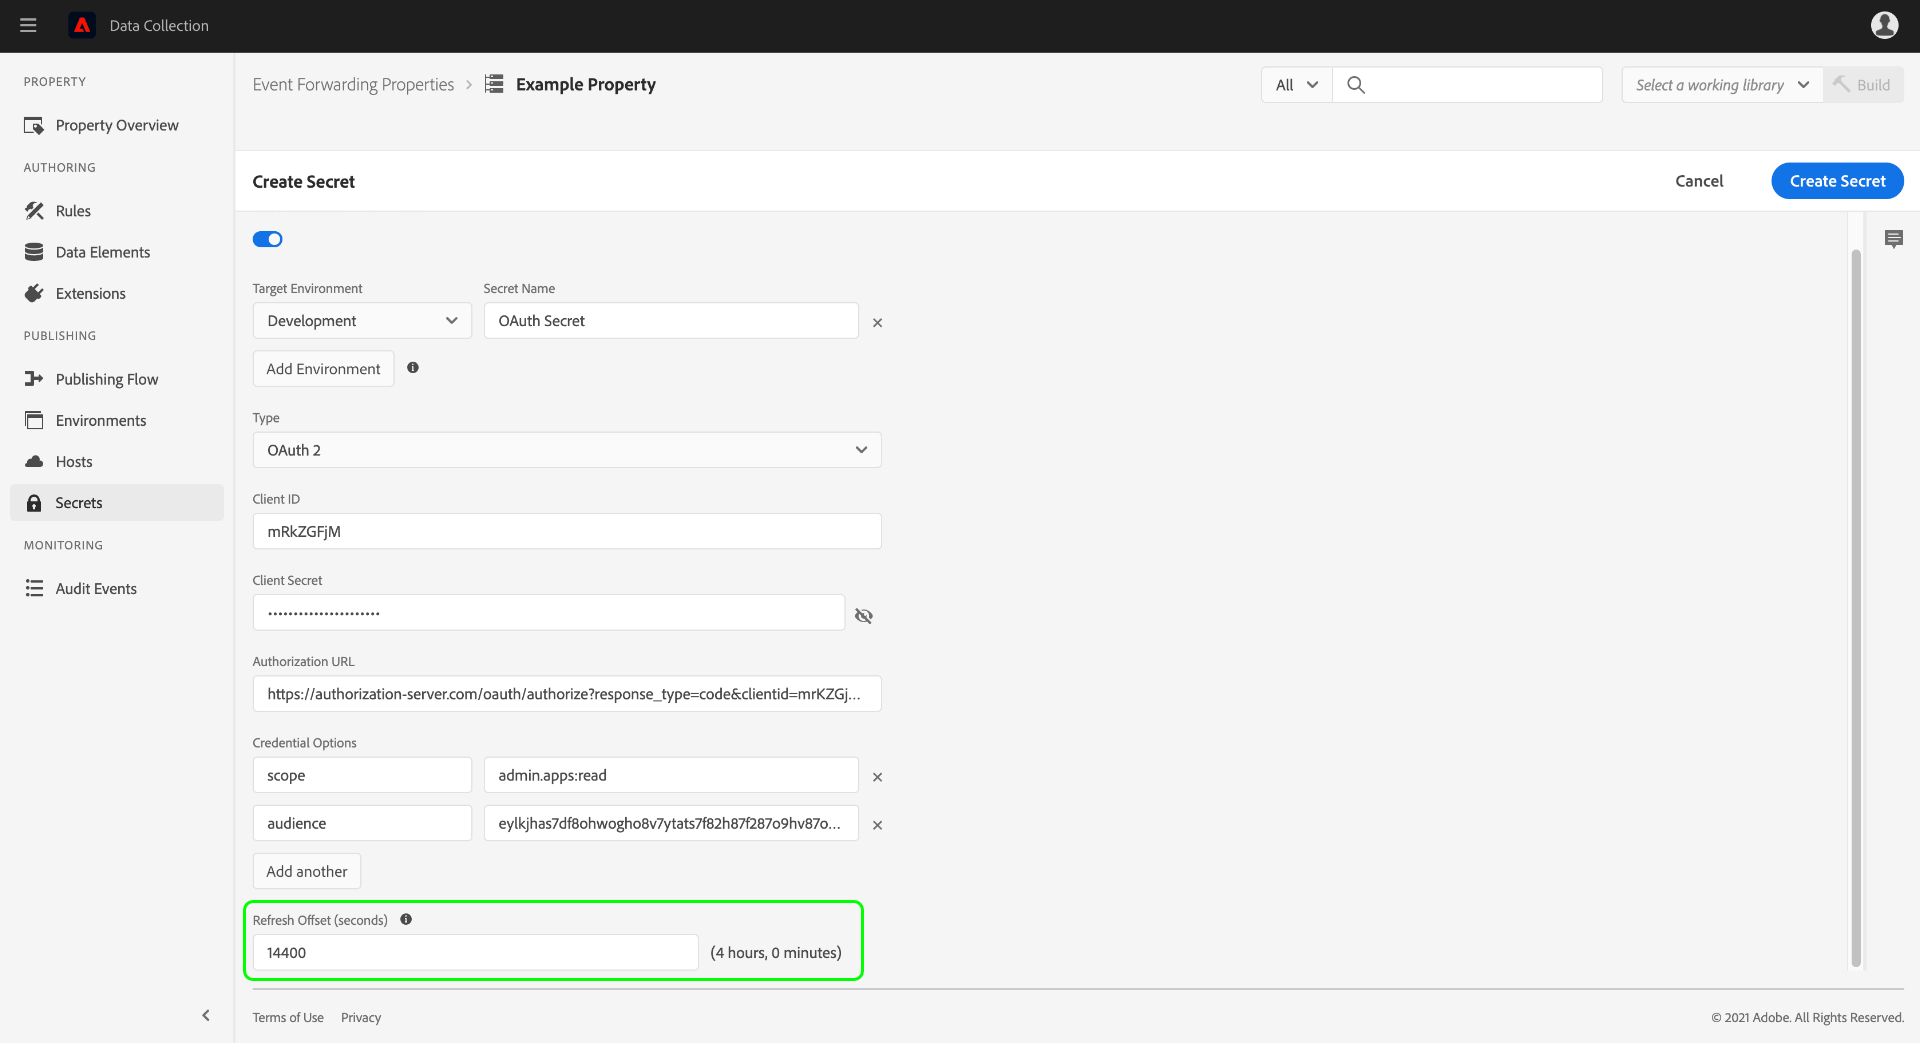 Data Collection
PROPERTY
Property Overview
AUTHORING
Rules
Data Elements
Extensions
PUBLISHING
Publishing Flow
Environments
Hosts
Secrets
MONITORING
Audit Events
Event Forwarding Properties > Example Property
All
Select a working library
Build
Create Secret
Cancel
Create Secret
Target Environment
Secret Name
Development
OAuth Secret
Add Environment
Type
OAuth 2
Client ID
mRkZGFjM
Client Secret
••••••••••••••••••••••
Authorization URL
https://authorization-server.com/oauth/authorize?response_type=code&clientid=mrKZGj...
Credential Options
scope
admin.apps:read
audience
eylkjhas7df8ohwogho8v7ytats7f82h87f287o9hv87o...
Add another
Refresh Offset (seconds)
14400
(4 hours, 0 minutes)
Terms of Use
Privacy
© 2021 Adobe. All Rights Reserved.